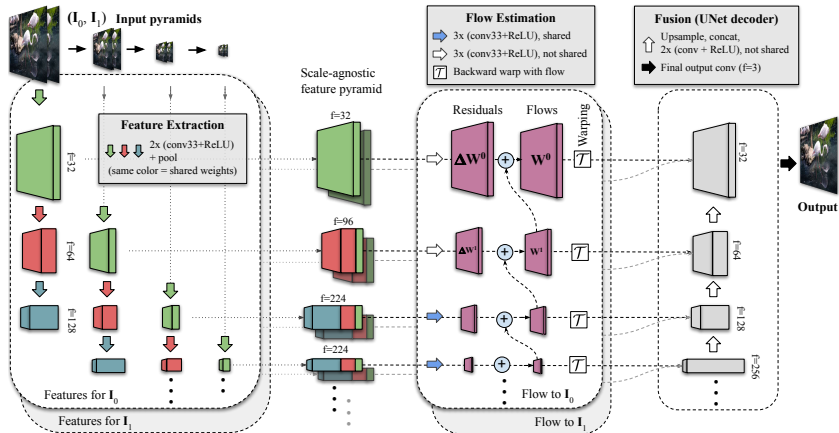 (I₀, I₁)
Input pyramids
Feature Extraction
2x (conv33+ReLU)
+ pool
(same color = shared weights)
f=32
f=64
f=128
Features for I₀
Features for I₁
Scale-agnostic
feature pyramid
f=32
f=96
f=224
f=224
Flow Estimation
3x (conv33+ReLU), shared
3x (conv33+ReLU), not shared
T Backward warp with flow
Residuals
Flows
Warping
ΔW⁰
+
W⁰
T
ΔW¹
+
W¹
T
+
T
+
T
Flow to I₀
Flow to I₁
Fusion (UNet decoder)
Upsample, concat,
2x (conv + ReLU), not shared
Final output conv (f=3)
f=32
f=64
f=128
f=256
Output